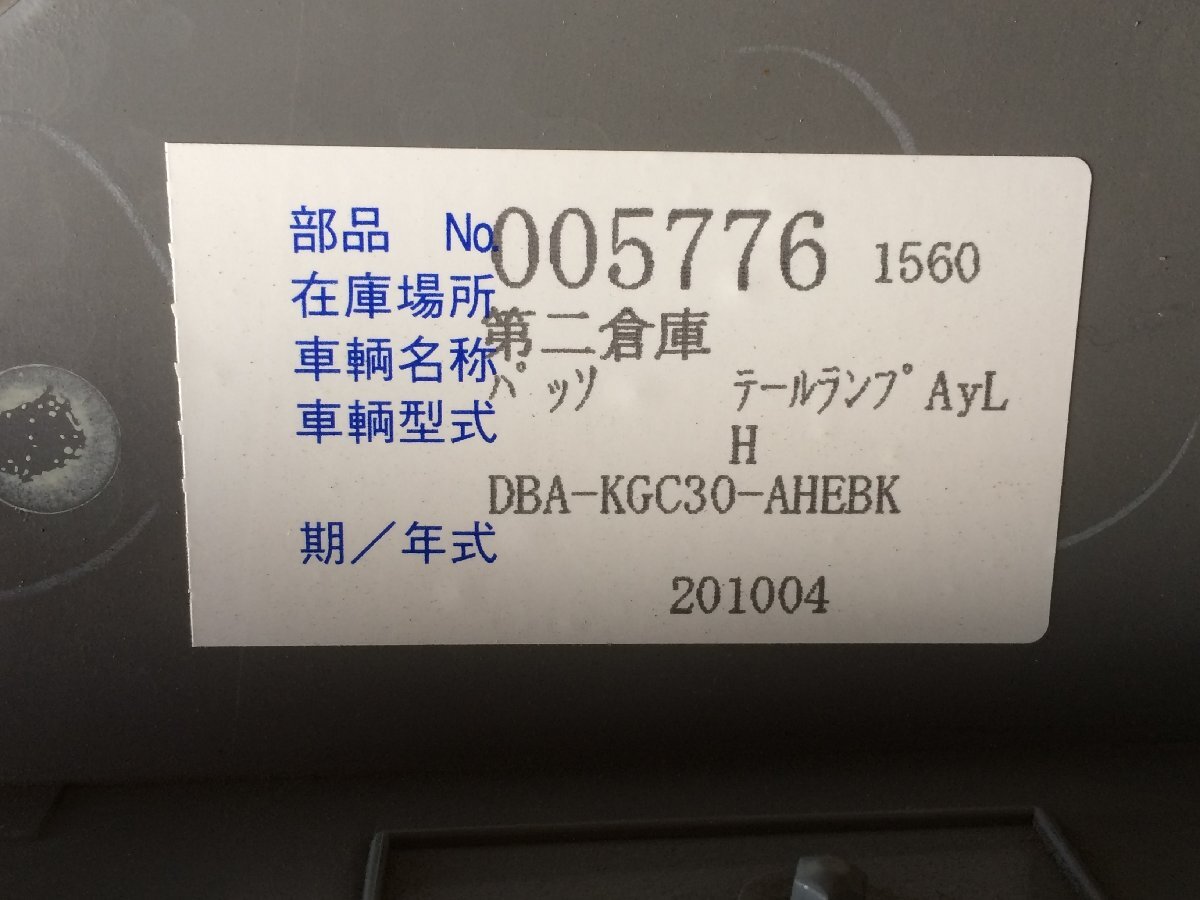 部品 No. 005776 1560
在庫場所 第二倉庫
車輌名称 パッソ テールランプ AyL
車輌型式 H
DBA-KGC30-AHEBK
期/年式
201004